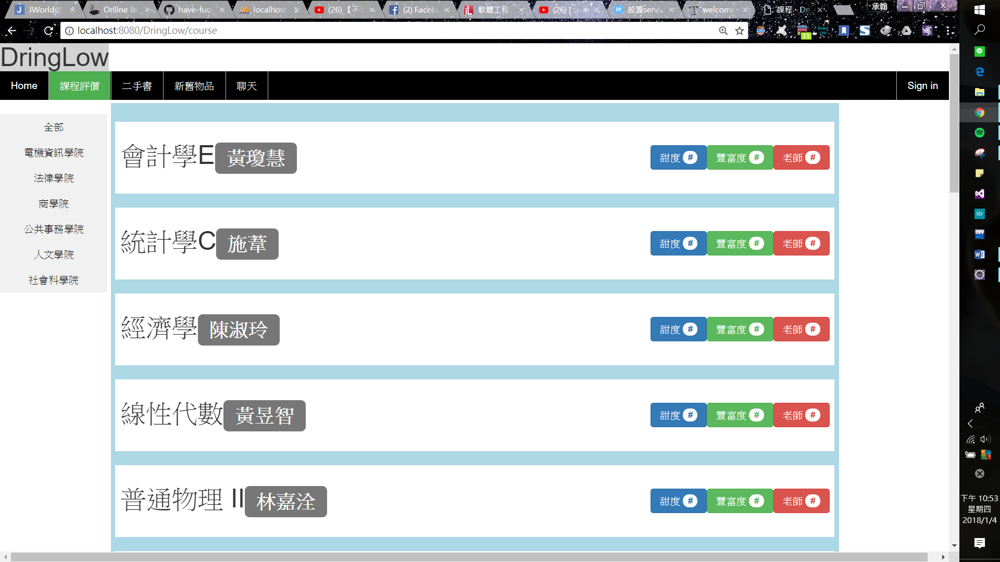 JWorld@
Online Ja
have-fun
localhost
(26)【不
(2) Faceb
軟體工程
(26) [
設置servl
welcome
課程 - Dr
承翰
localhost:8080/DringLow/course
11
Direct Link
DringLow
Home
課程評價
二手書
新舊物品
聊天
Sign in
全部
電機資訊學院
法律學院
商學院
公共事務學院
人文學院
社會科學院
會計學E 黃瓊慧 甜度 # 豐富度 # 老師 #
統計學C 施葦 甜度 # 豐富度 # 老師 #
經濟學 陳淑玲 甜度 # 豐富度 # 老師 #
線性代數 黃昱智 甜度 # 豐富度 # 老師 #
普通物理 II 林嘉洤 甜度 # 豐富度 # 老師 #
下午 10:53
星期四
2018/1/4